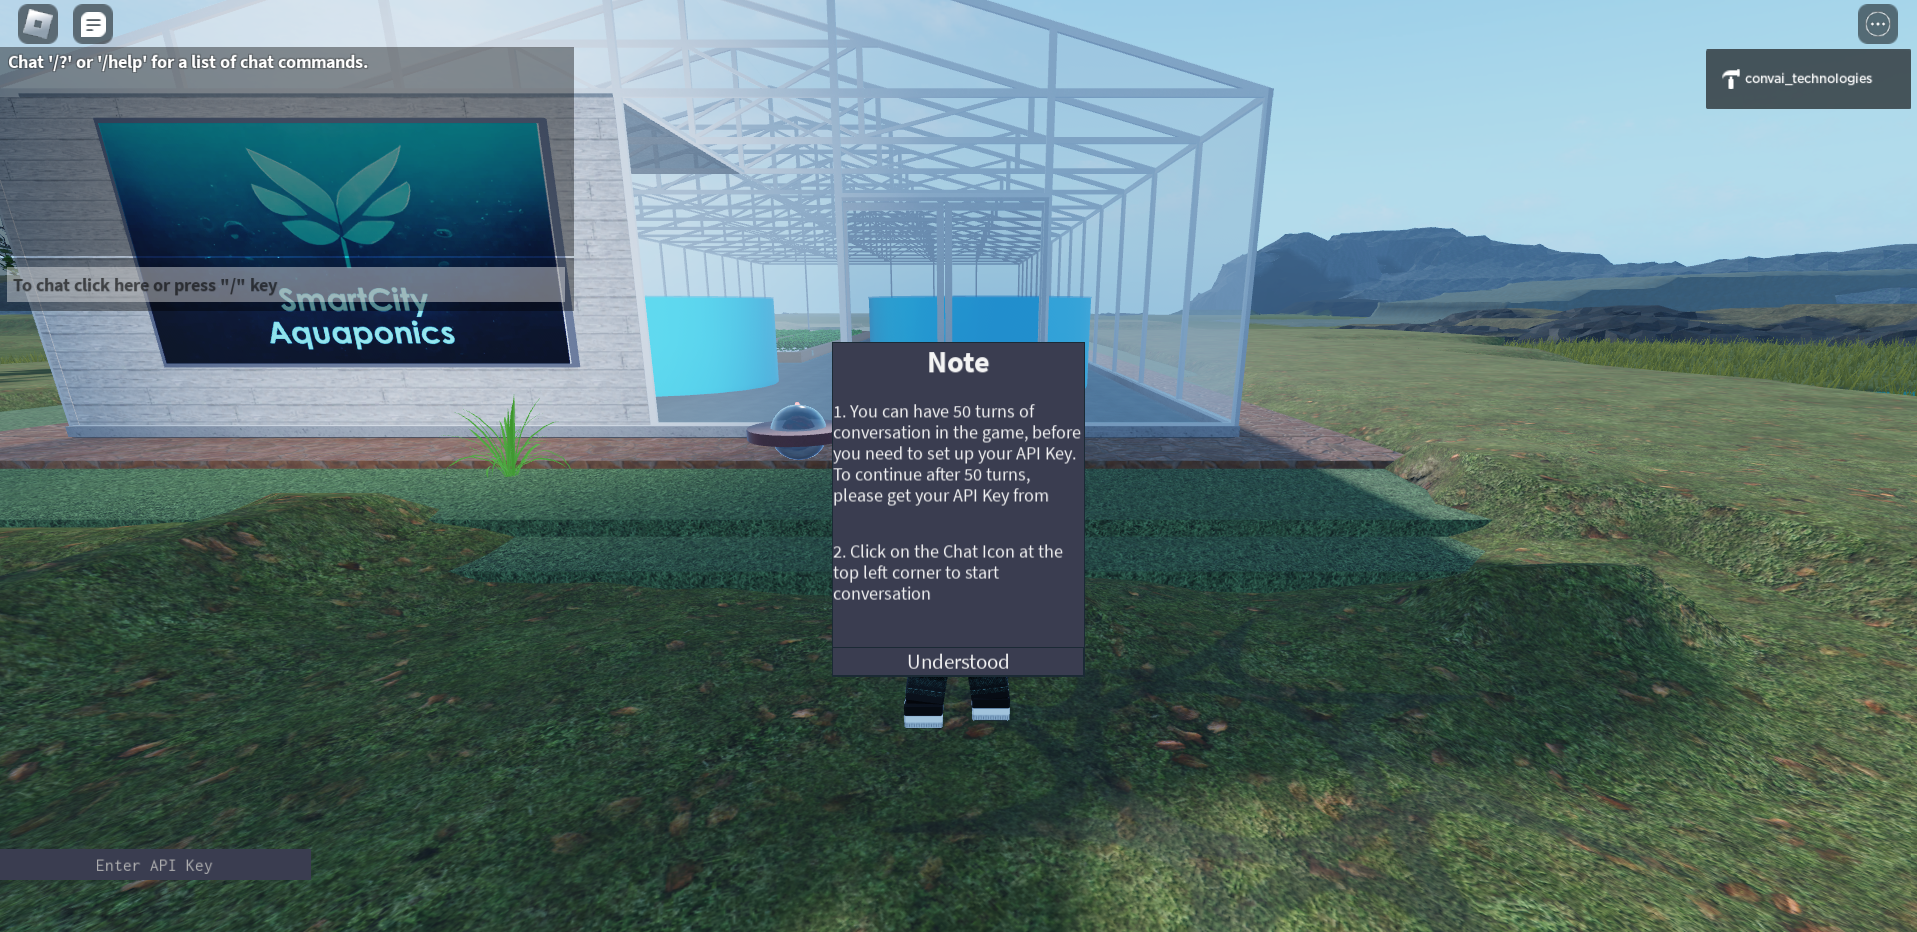 Chat '/?' or '/help' for a list of chat commands.
convai_technologies
To chat click here or press "/" key
SmartCity
Aquaponics
Note
1. You can have 50 turns of
conversation in the game, before
you need to set up your API Key.
To continue after 50 turns,
please get your API Key from
2. Click on the Chat Icon at the
top left corner to start
conversation
Understood
Enter API Key